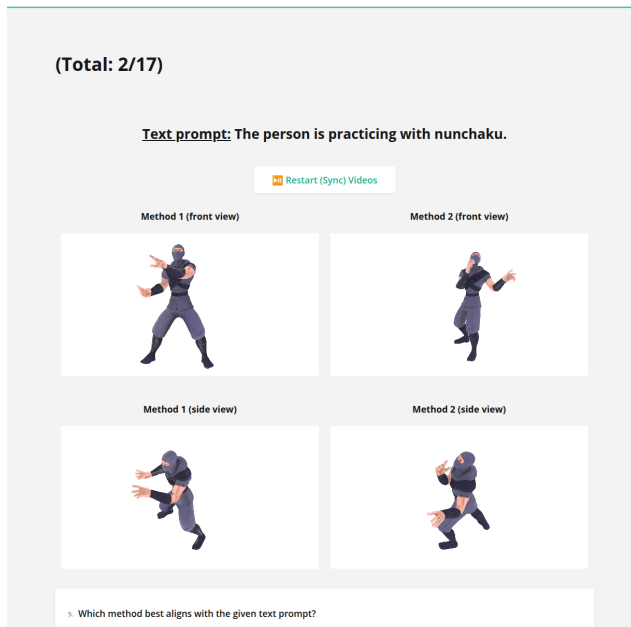 (Total: 2/17)
Text prompt: The person is practicing with nunchaku.
Restart (Sync) Videos
Method 1 (front view)
Method 2 (front view)
Method 1 (side view)
Method 2 (side view)
5. Which method best aligns with the given text prompt?